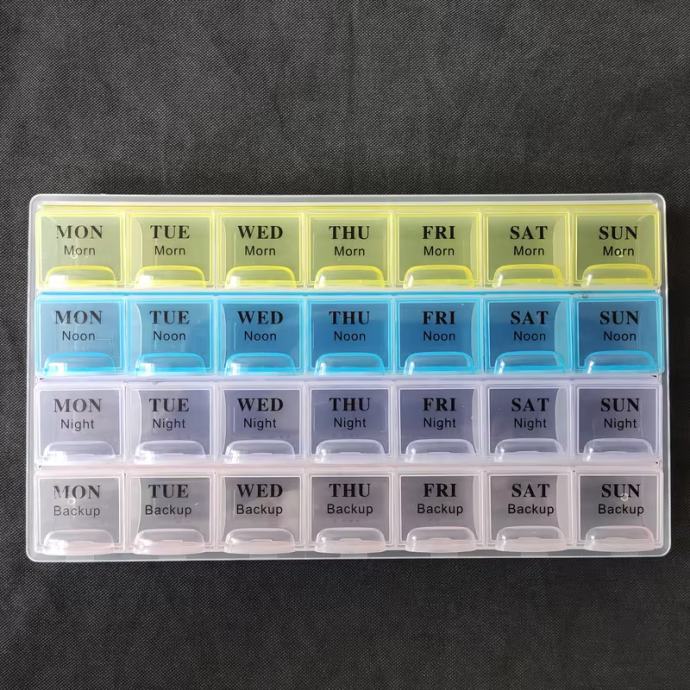 MON TUE WED THU FRI SAT SUN
Morn Morn Morn Morn Morn Morn Morn
MON TUE WED THU FRI SAT SUN
Noon Noon Noon Noon Noon Noon Noon
MON TUE WED THU FRI SAT SUN
Night Night Night Night Night Night Night
MON TUE WED THU FRI SAT SUN
Backup Backup Backup Backup Backup Backup Backup